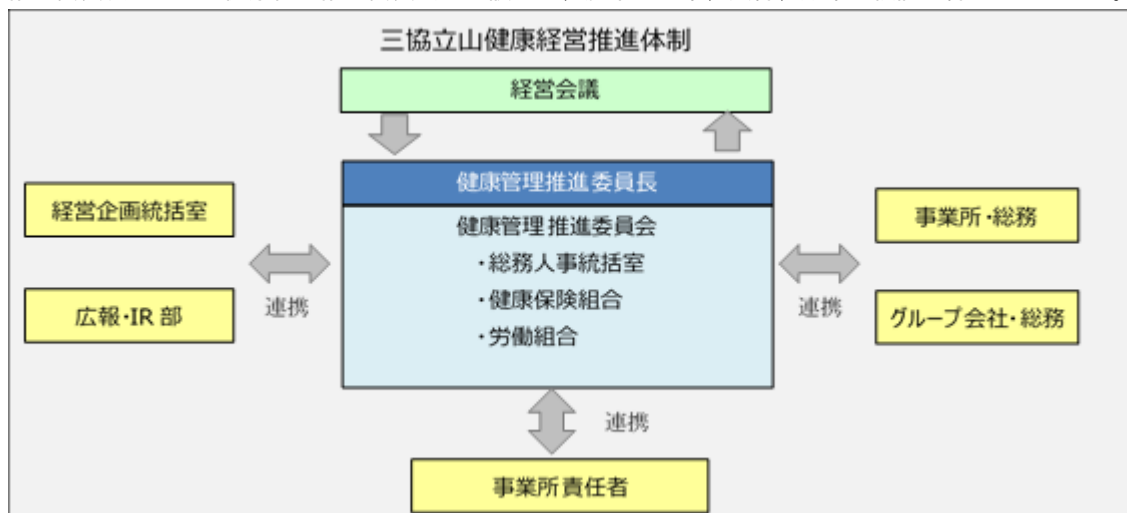 三協立山健康経営推進体制
経営会議
健康管理推進委員長
経営企画統括室
健康管理推進委員会
事業所・総務
・総務人事統括室
・健康保険組合
連携
連携
広報・IR 部
グループ会社・総務
・労働組合
連携
事業所責任者